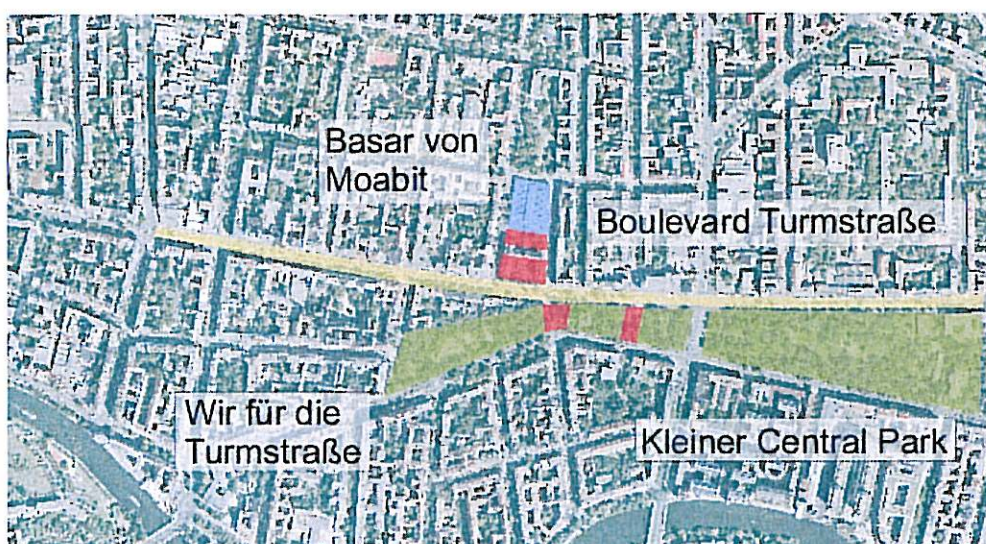 Basar von
Moabit
Boulevard Turmstraße
Wir für die
Turmstraße
Kleiner Central Park